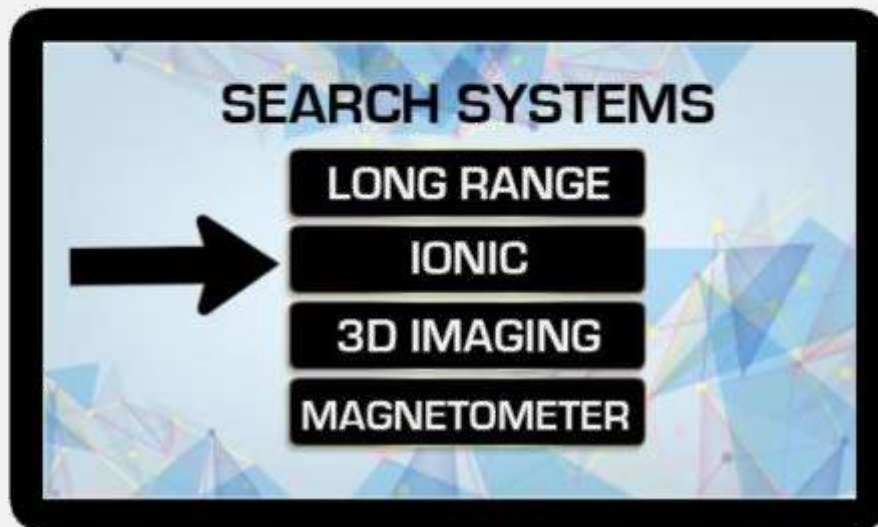 SEARCH SYSTEMS
LONG RANGE
IONIC
3D IMAGING
MAGNETOMETER